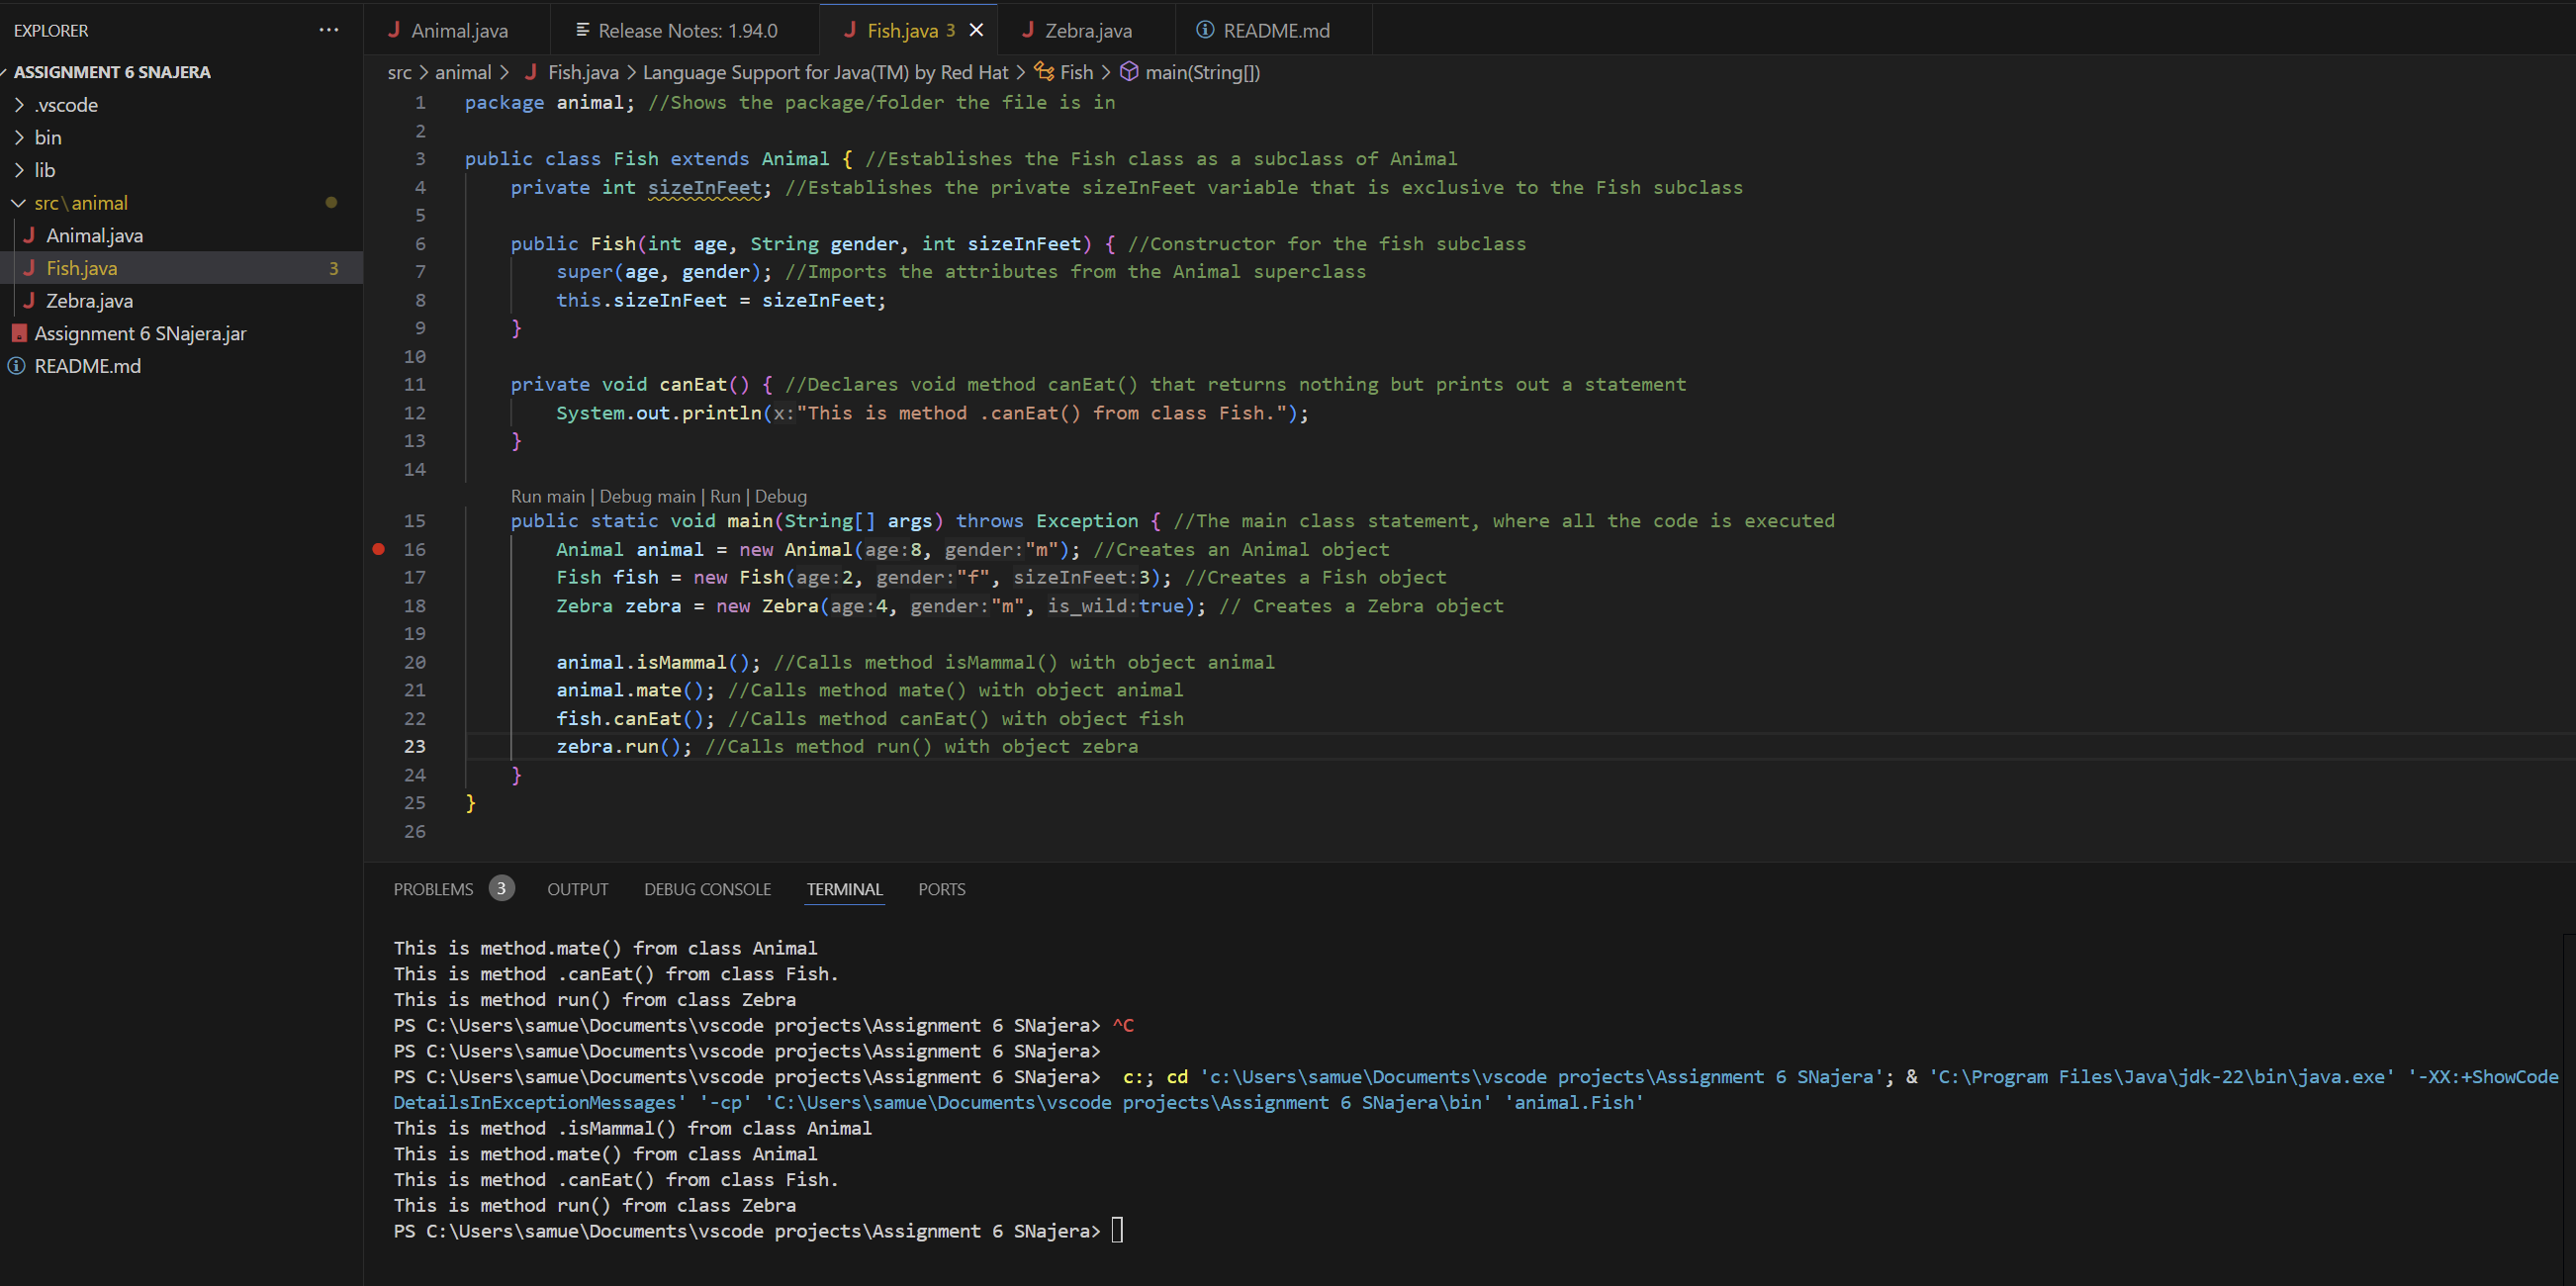 EXPLORER ···
ASSIGNMENT 6 SNAJERA
.vscode
bin
lib
src\animal
Animal.java
Fish.java 3
Zebra.java
Assignment 6 SNajera.jar
README.md
Animal.java Release Notes: 1.94.0 Fish.java 3 Zebra.java README.md
src > animal > Fish.java > Language Support for Java(TM) by Red Hat > Fish > main(String[])
1 package animal; //Shows the package/folder the file is in
2
3 public class Fish extends Animal { //Establishes the Fish class as a subclass of Animal
4 private int sizeInFeet; //Establishes the private sizeInFeet variable that is exclusive to the Fish subclass
5
6 public Fish(int age, String gender, int sizeInFeet) { //Constructor for the fish subclass
7 super(age, gender); //Imports the attributes from the Animal superclass
8 this.sizeInFeet = sizeInFeet;
9 }
10
11 private void canEat() { //Declares void method canEat() that returns nothing but prints out a statement
12 System.out.println(x:"This is method .canEat() from class Fish.");
13 }
14
Run main | Debug main | Run | Debug
15 public static void main(String[] args) throws Exception { //The main class statement, where all the code is executed
16 Animal animal = new Animal(age:8, gender:"m"); //Creates an Animal object
17 Fish fish = new Fish(age:2, gender:"f", sizeInFeet:3); //Creates a Fish object
18 Zebra zebra = new Zebra(age:4, gender:"m", is_wild:true); // Creates a Zebra object
19
20 animal.isMammal(); //Calls method isMammal() with object animal
21 animal.mate(); //Calls method mate() with object animal
22 fish.canEat(); //Calls method canEat() with object fish
23 zebra.run(); //Calls method run() with object zebra
24 }
25 }
26
PROBLEMS 3 OUTPUT DEBUG CONSOLE TERMINAL PORTS
This is method.mate() from class Animal
This is method .canEat() from class Fish.
This is method run() from class Zebra
PS C:\Users\samue\Documents\vscode projects\Assignment 6 SNajera> ^C
PS C:\Users\samue\Documents\vscode projects\Assignment 6 SNajera>
PS C:\Users\samue\Documents\vscode projects\Assignment 6 SNajera>  c:; cd 'c:\Users\samue\Documents\vscode projects\Assignment 6 SNajera'; & 'C:\Program Files\Java\jdk-22\bin\java.exe' '-XX:+ShowCode
DetailsInExceptionMessages' '-cp' 'C:\Users\samue\Documents\vscode projects\Assignment 6 SNajera\bin' 'animal.Fish'
This is method .isMammal() from class Animal
This is method.mate() from class Animal
This is method .canEat() from class Fish.
This is method run() from class Zebra
PS C:\Users\samue\Documents\vscode projects\Assignment 6 SNajera>